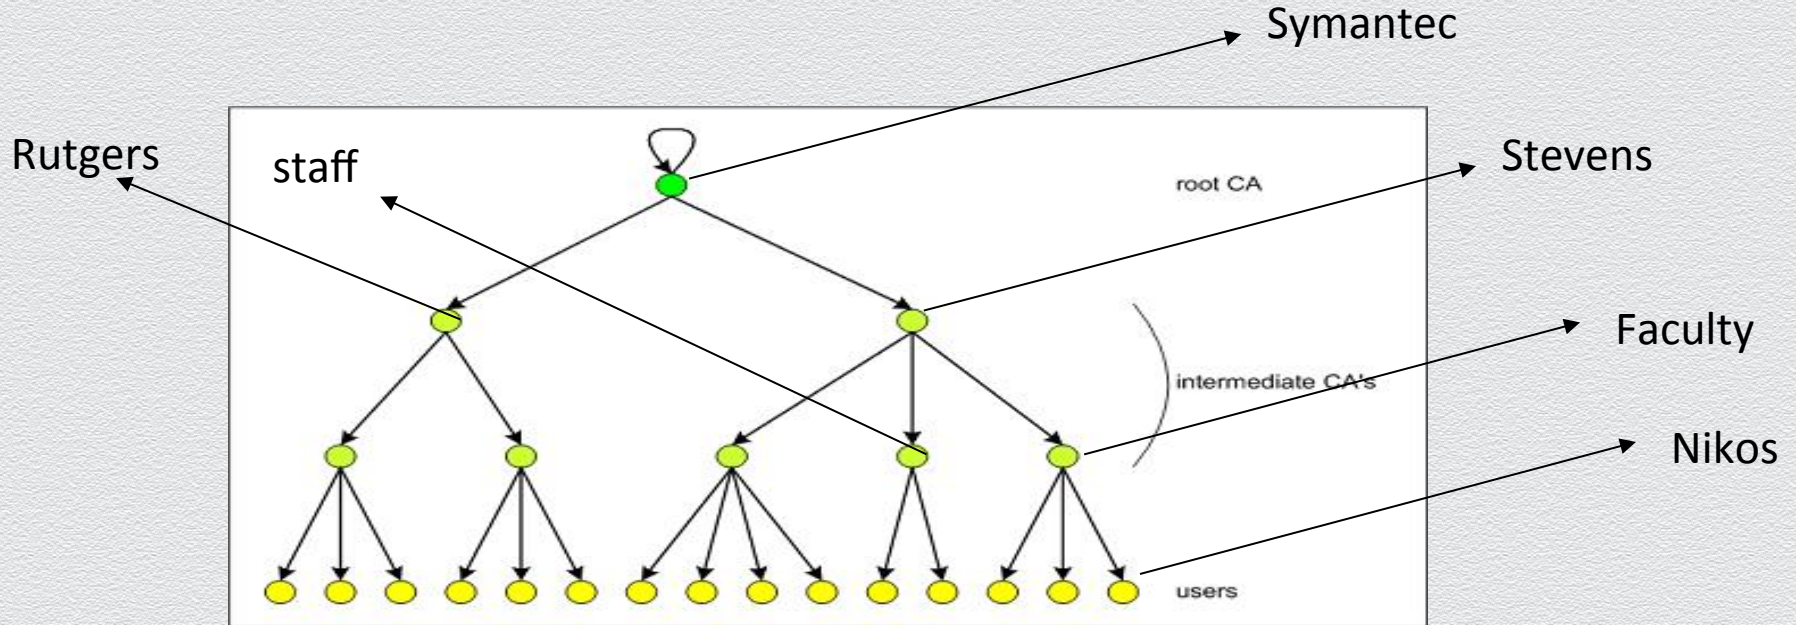 Symantec
Rutgers
staff
Stevens
root CA
Faculty
intermediate CA's
Nikos
users